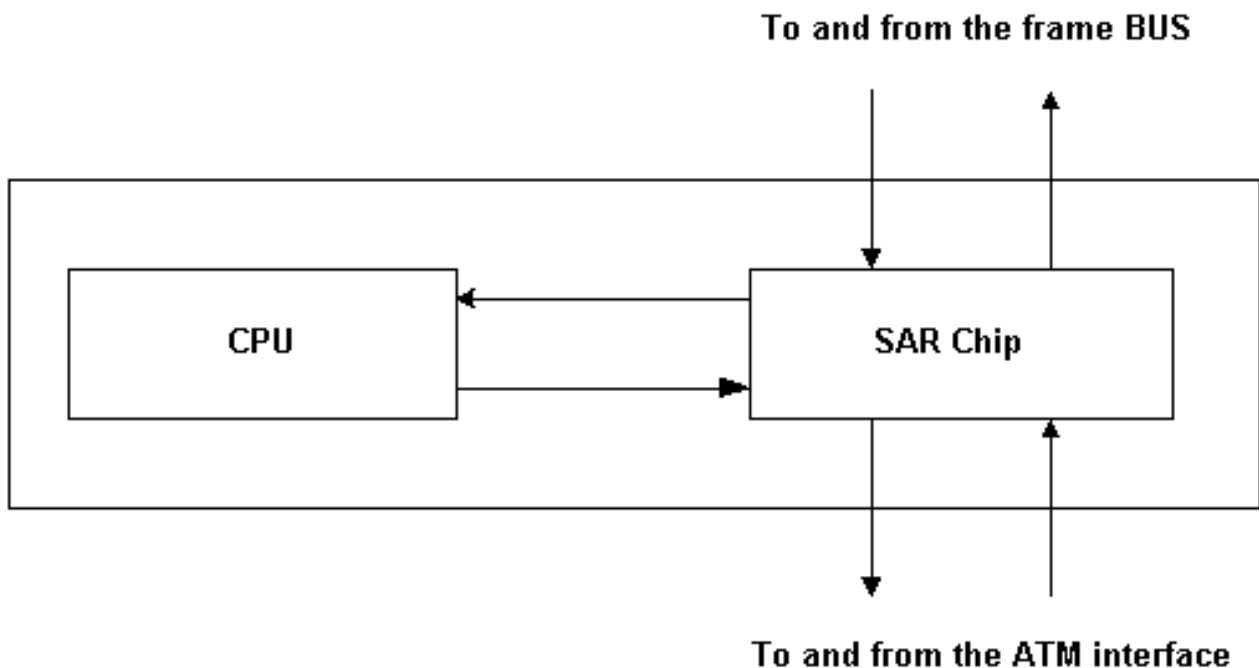 To and from the frame BUS
CPU
SAR Chip
To and from the ATM interface